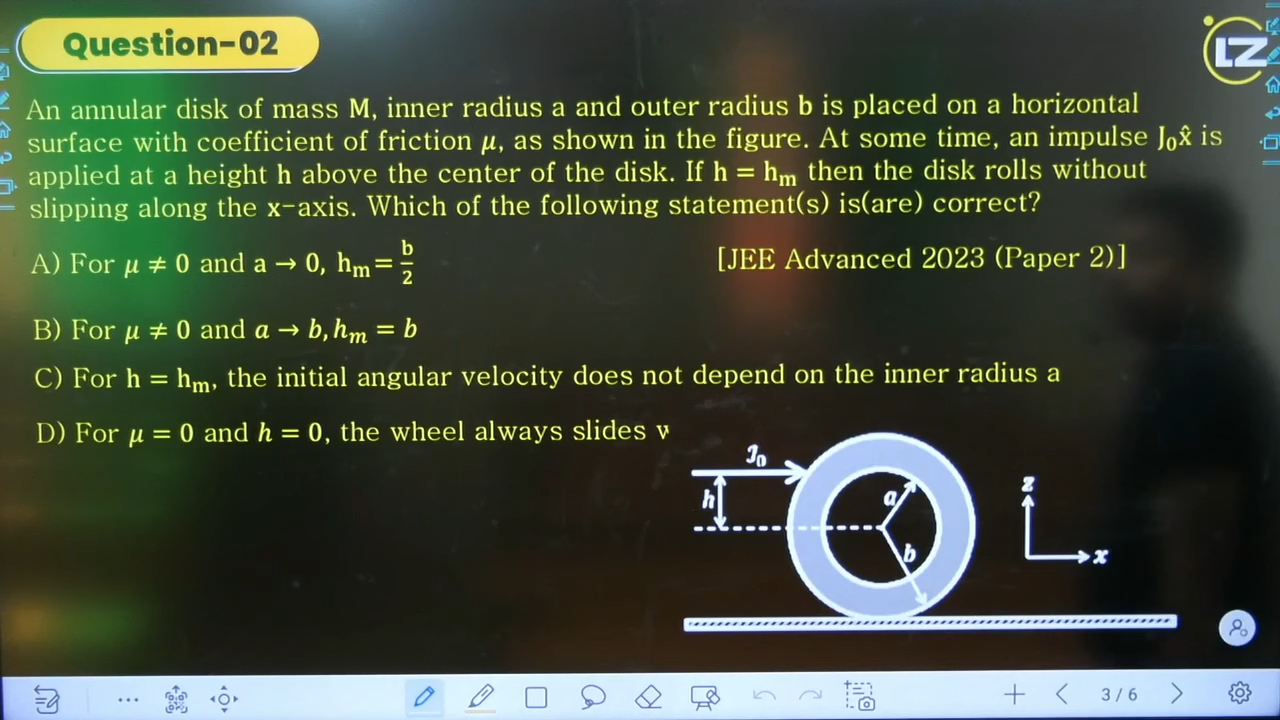 Question-02
LZ
An annular disk of mass M, inner radius a and outer radius b is placed on a horizontal
surface with coefficient of friction μ, as shown in the figure. At some time, an impulse J₀x̂ is
applied at a height h above the center of the disk. If h = hₘ then the disk rolls without
slipping along the x-axis. Which of the following statement(s) is(are) correct?
A) For μ ≠ 0 and a → 0, hₘ = b/2
[JEE Advanced 2023 (Paper 2)]
B) For μ ≠ 0 and a → b, hₘ = b
C) For h = hₘ, the initial angular velocity does not depend on the inner radius a
D) For μ = 0 and h = 0, the wheel always slides w
J₀
h
a
b
z
x
3 / 6